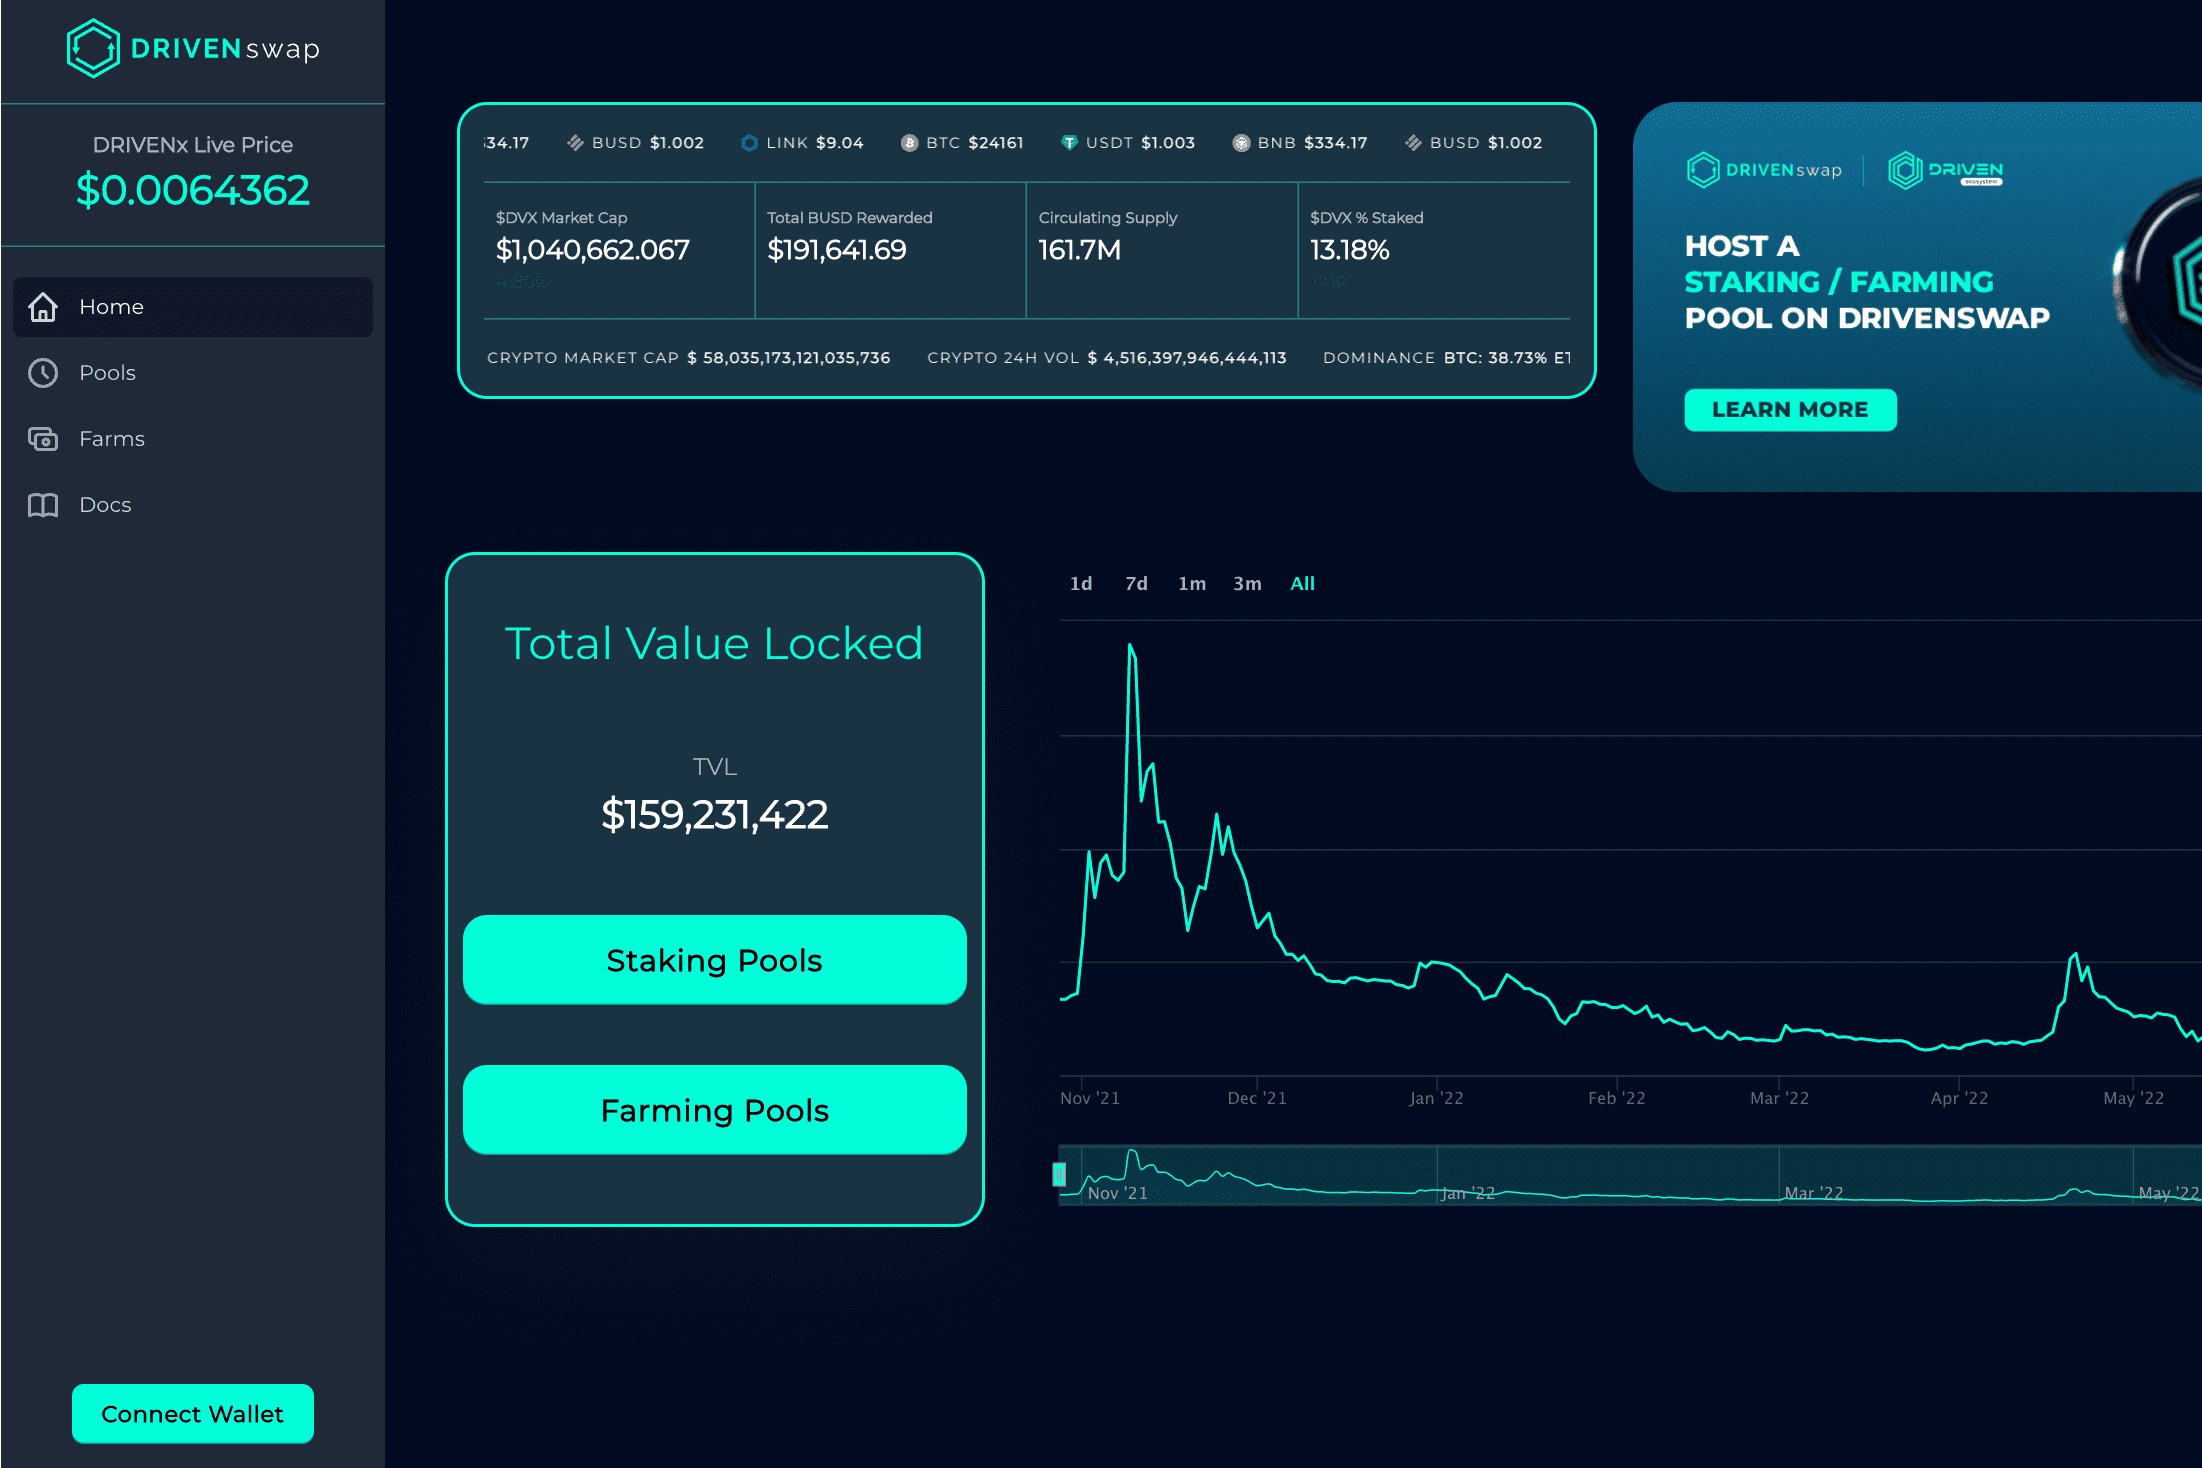 DRIVENswap
DRIVENx Live Price
$0.0064362
Home
Pools
Farms
Docs
Connect Wallet
34.17 BUSD $1.002 LINK $9.04 BTC $24161 USDT $1.003 BNB $334.17 BUSD $1.002
$DVX Market Cap
$1,040,662.067
4.80%
Total BUSD Rewarded
$191,641.69
Circulating Supply
161.7M
$DVX % Staked
13.18%
CRYPTO MARKET CAP $ 58,035,173,121,035,736 CRYPTO 24H VOL $ 4,516,397,946,444,113 DOMINANCE BTC: 38.73% ET
DRIVENswap DRIVEN
ecosystem
HOST A
STAKING / FARMING
POOL ON DRIVENSWAP
LEARN MORE
Total Value Locked
TVL
$159,231,422
Staking Pools
Farming Pools
1d 7d 1m 3m All
Nov '21 Dec '21 Jan '22 Feb '22 Mar '22 Apr '22 May '22
Nov '21 Jan '22 Mar '22 May '22